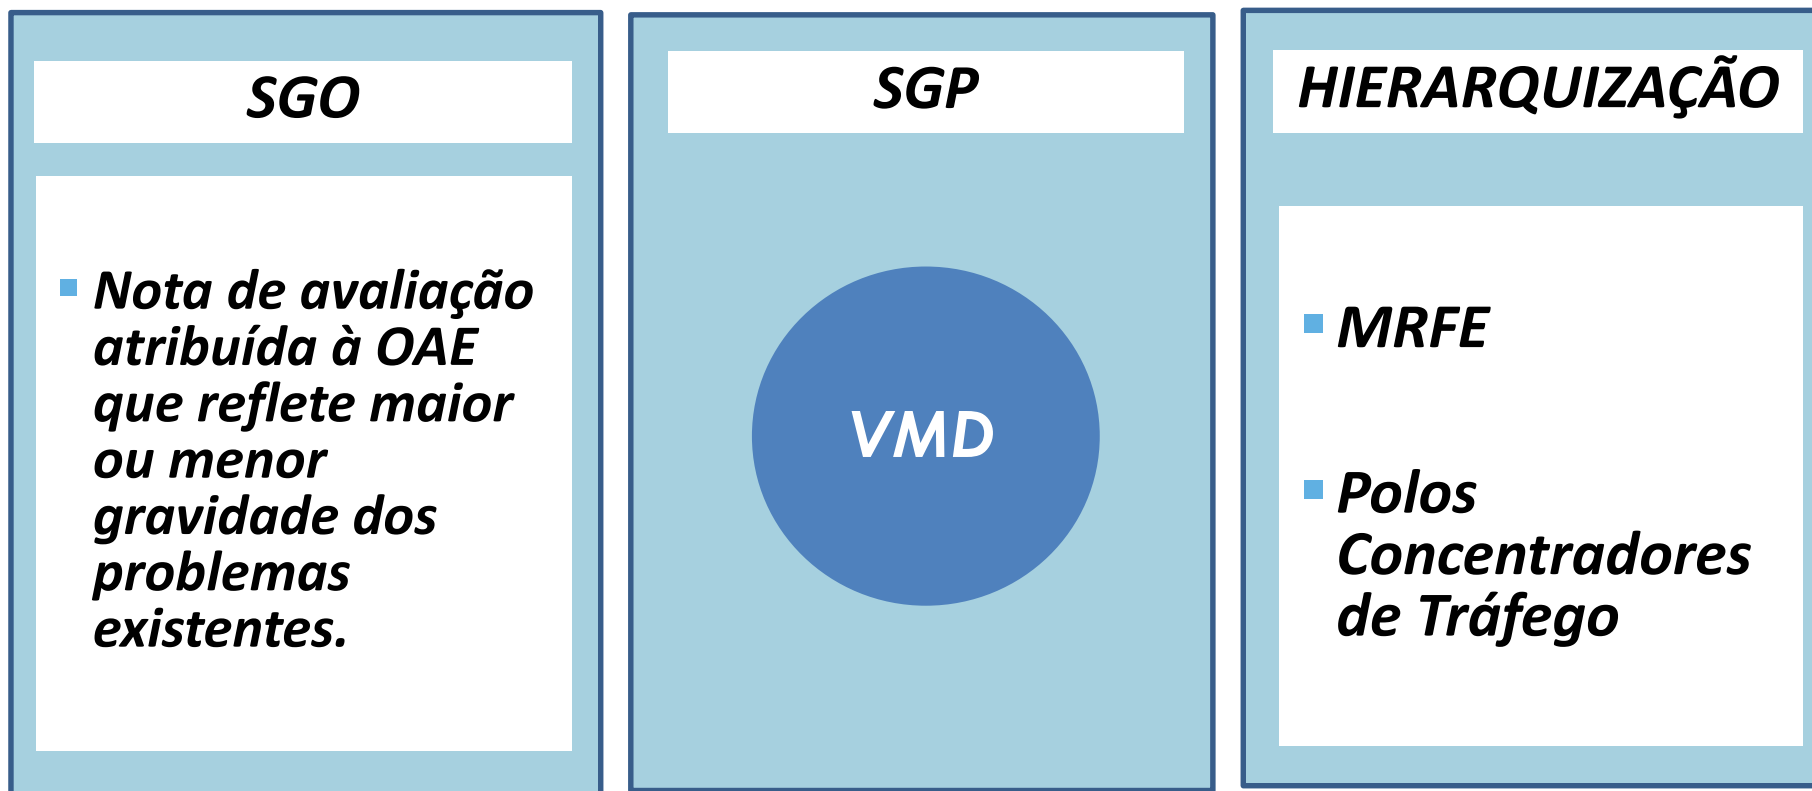 SGO
Nota de avaliação
atribuída à OAE
que reflete maior
ou menor
gravidade dos
problemas
existentes.
SGP
VMD
HIERARQUIZAÇÃO
MRFE
Polos
Concentradores
de Tráfego